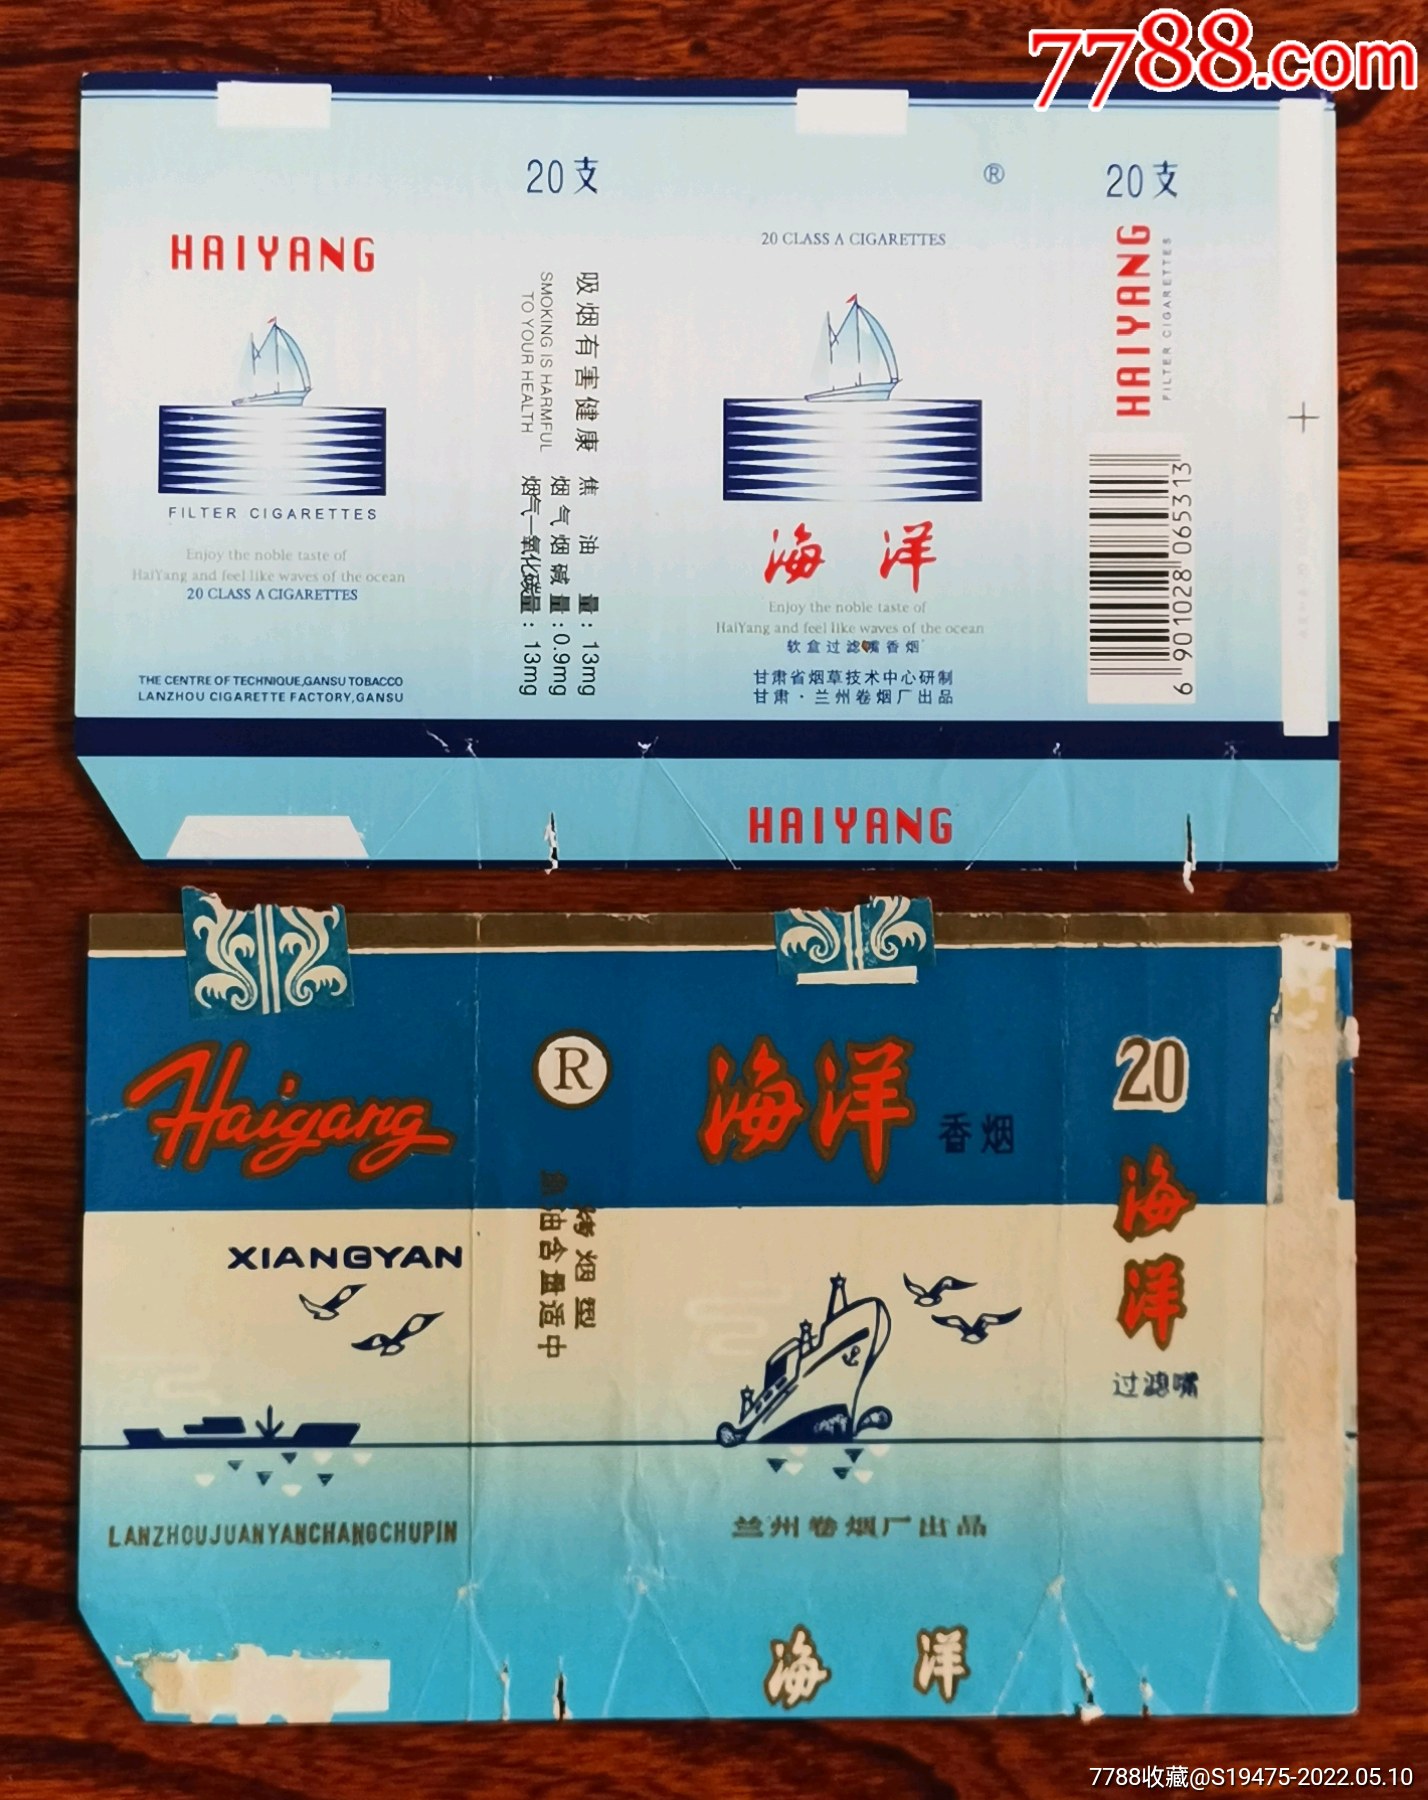 7788.com
HAIYANG
FILTER CIGARETTES
Enjoy the noble taste of
HaiYang and feel like waves of the ocean
20 CLASS A CIGARETTES
THE CENTRE OF TECHNIQUE,GANSU TOBACCO
LANZHOU CIGARETTE FACTORY,GANSU
20支
吸烟有害健康
SMOKING IS HARMFUL
TO YOUR HEALTH
焦油量：13mg
烟气烟碱量：0.9mg
烟气一氧化碳量：13mg
®
20 CLASS A CIGARETTES
海洋
Enjoy the noble taste of
HaiYang and feel like waves of the ocean
软盒过滤嘴香烟
甘肃省烟草技术中心研制
甘肃·兰州卷烟厂出品
HAIYANG
20支
HAIYANG
FILTER CIGARETTES
6 901028 065313
Haiyang
XIANGYAN
LANZHOUJUANYANCHANGCHUPIN
R
烤烟型
焦油含量适中
海洋 香烟
兰州卷烟厂出品
海洋
20
海洋
过滤嘴
7788收藏@S19475-2022.05.10